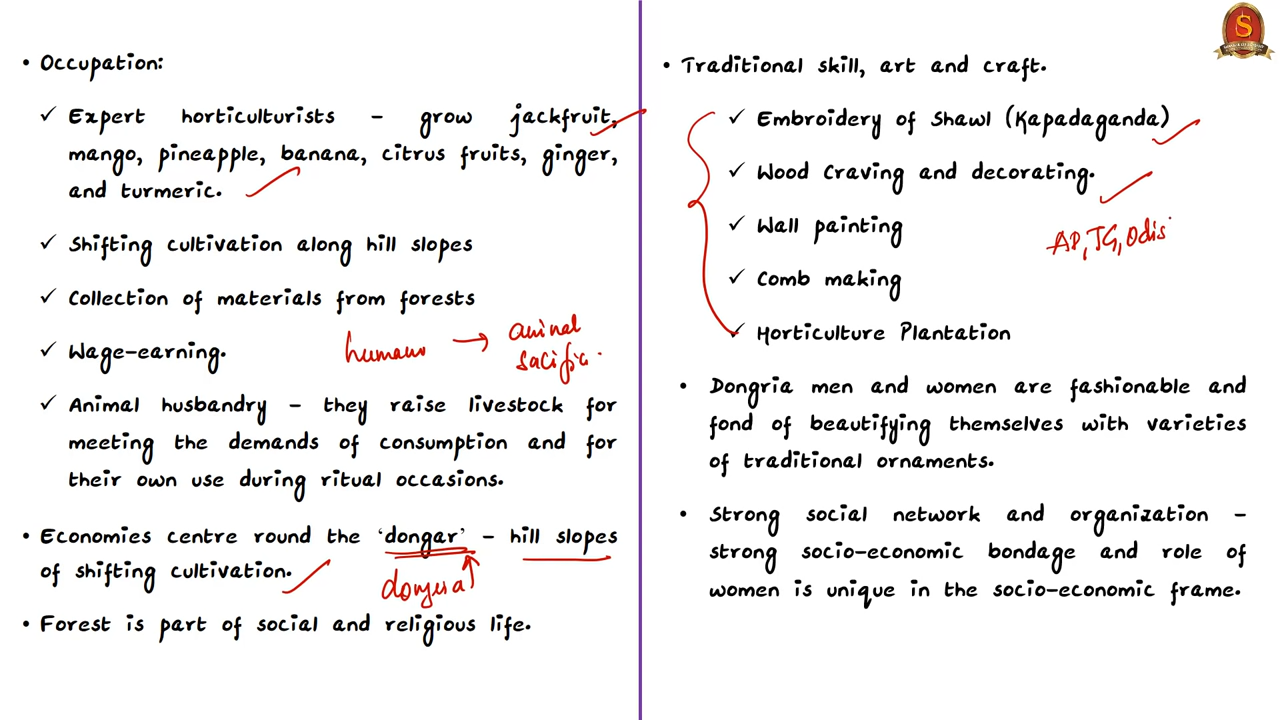 • Occupation:
✓ Expert horticulturists – grow jackfruit,
mango, pineapple, banana, citrus fruits, ginger,
and turmeric.
✓ Shifting cultivation along hill slopes
✓ Collection of materials from forests
✓ Wage-earning.
humans → animal
sacrific
✓ Animal husbandry – they raise livestock for
meeting the demands of consumption and for
their own use during ritual occasions.
• Economies centre round the ‘dongar’ – hill slopes
of shifting cultivation.
• Forest is part of social and religious life.
• Traditional skill, art and craft.
✓ Embroidery of Shawl (Kapadaganda)
✓ Wood Craving and decorating.
✓ Wall painting
AP, TG, Odis
✓ Comb making
✓ Horticulture Plantation
• Dongria men and women are fashionable and
fond of beautifying themselves with varieties
of traditional ornaments.
• Strong social network and organization –
strong socio-economic bondage and role of
women is unique in the socio-economic frame.
S